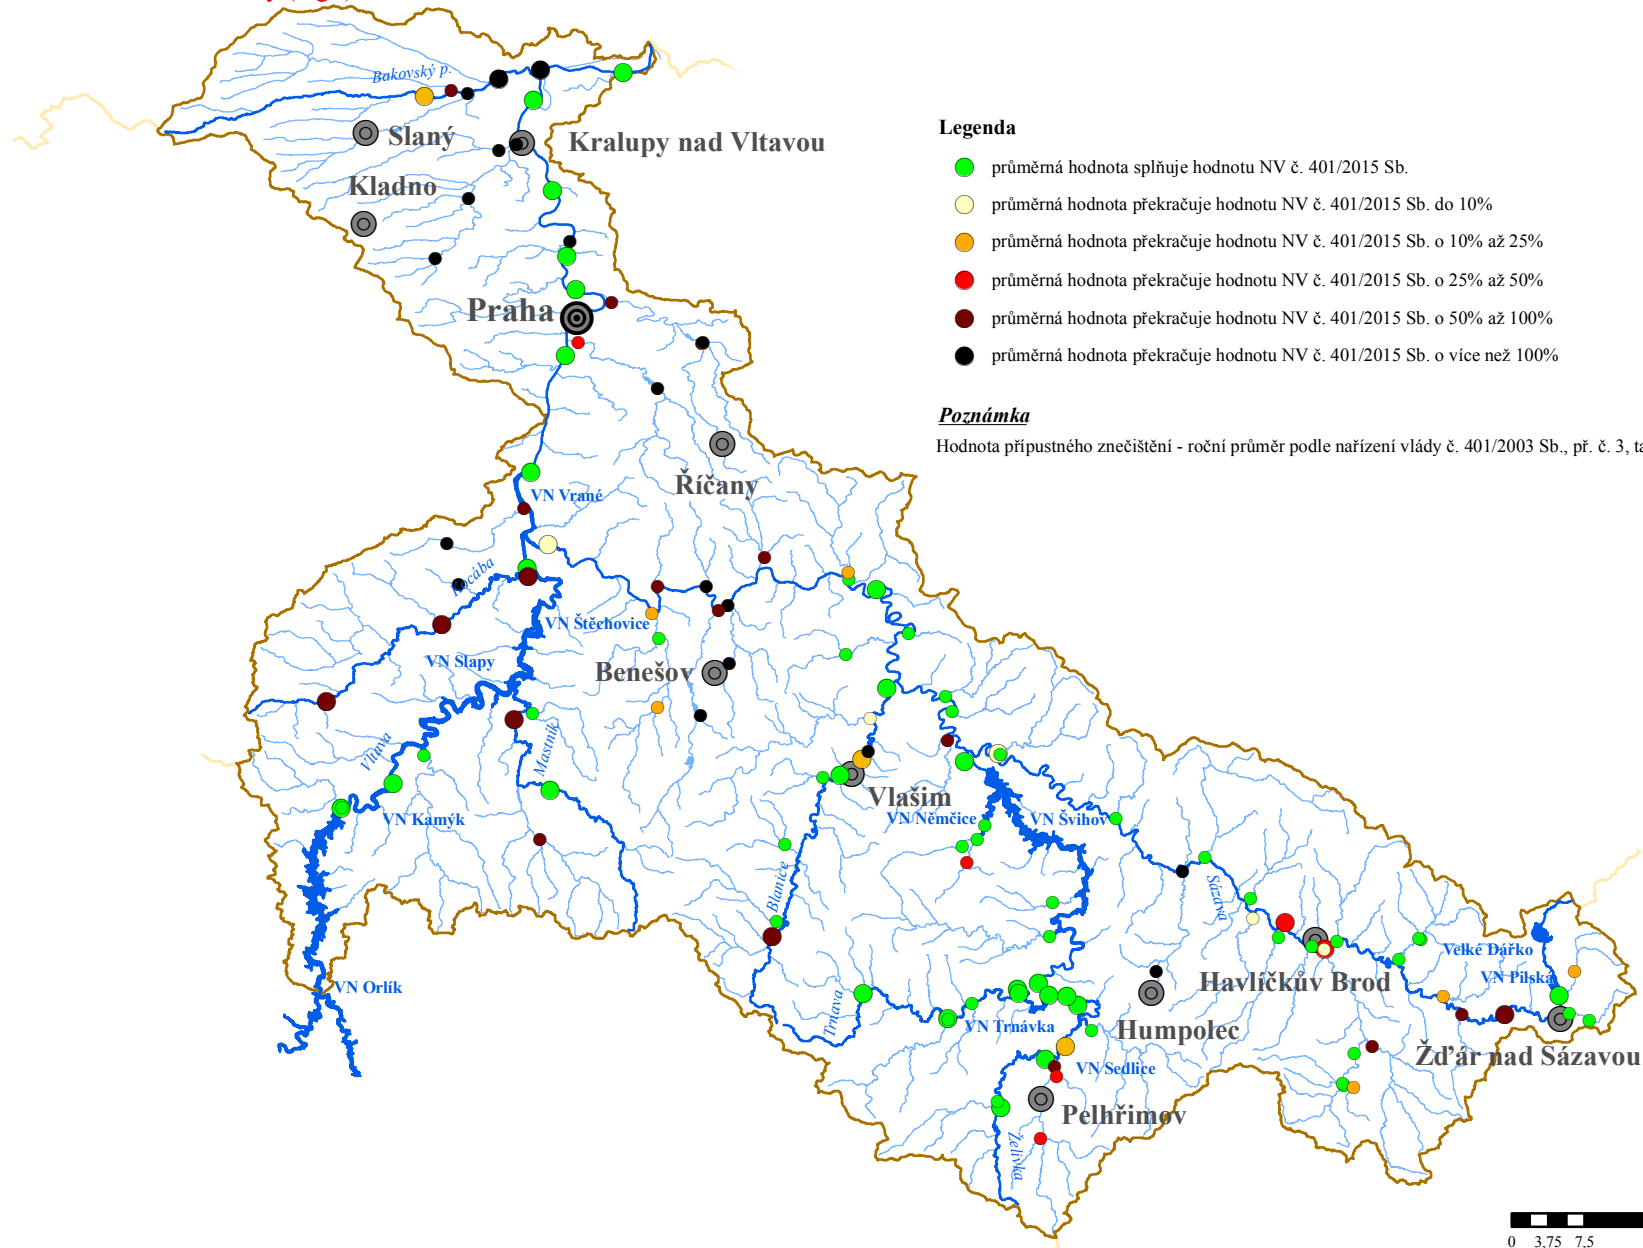 Bakovský p.
Slaný
Kralupy nad Vltavou
Kladno
Praha
Říčany
Legenda
průměrná hodnota splňuje hodnotu NV č. 401/2015 Sb.
průměrná hodnota překračuje hodnotu NV č. 401/2015 Sb. do 10%
průměrná hodnota překračuje hodnotu NV č. 401/2015 Sb. o 10% až 25%
průměrná hodnota překračuje hodnotu NV č. 401/2015 Sb. o 25% až 50%
průměrná hodnota překračuje hodnotu NV č. 401/2015 Sb. o 50% až 100%
průměrná hodnota překračuje hodnotu NV č. 401/2015 Sb. o více než 100%
Poznámka
Hodnota přípustného znečištění - roční průměr podle nařízení vlády č. 401/2003 Sb., př. č. 3, ta
VN Vrané
Kocába
VN Štěchovice
VN Slapy
Benešov
Mastník
Vltava
VN Kamýk
Vlašim
VN Němčice
VN Švihov
Blanice
Sázava
VN Orlík
Trnava
VN Trnávka
Humpolec
Havlíčkův Brod
Velké Dářko
VN Pilská
Žďár nad Sázavou
VN Sedlice
Pelhřimov
Želivka
0 3,75 7,5